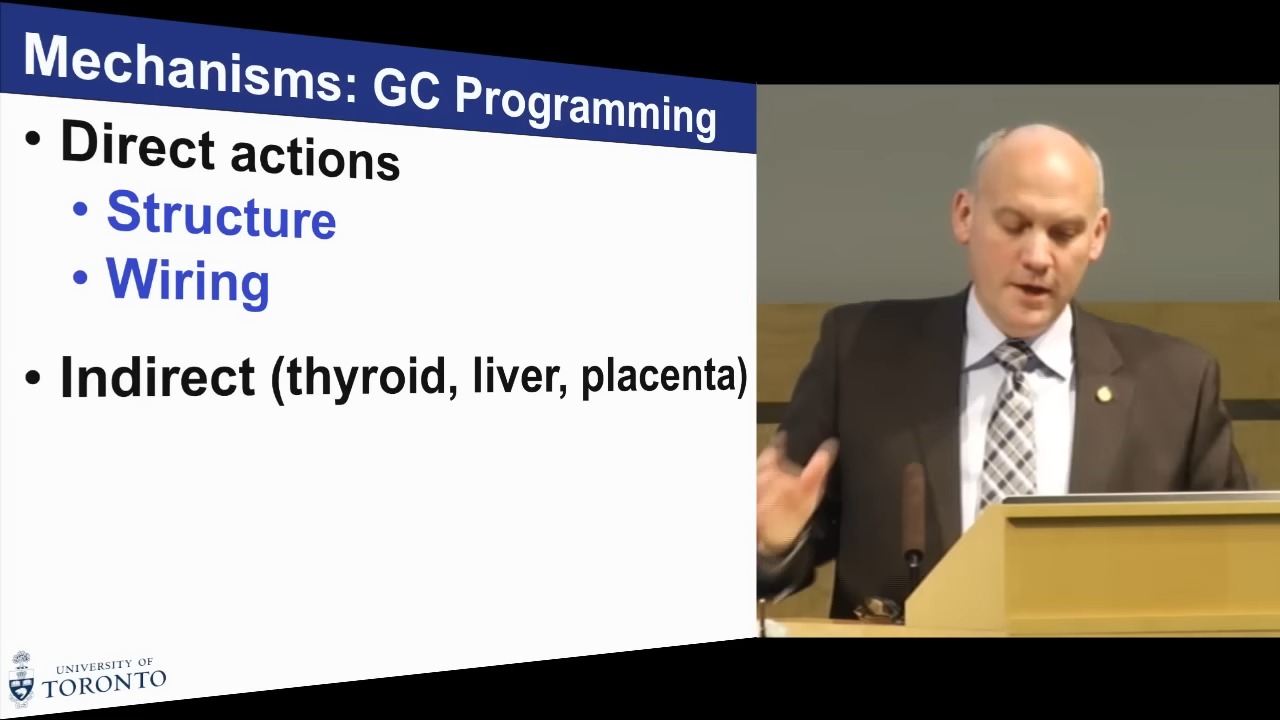 Mechanisms: GC Programming
• Direct actions
• Structure
• Wiring
• Indirect (thyroid, liver, placenta)
UNIVERSITY OF
TORONTO